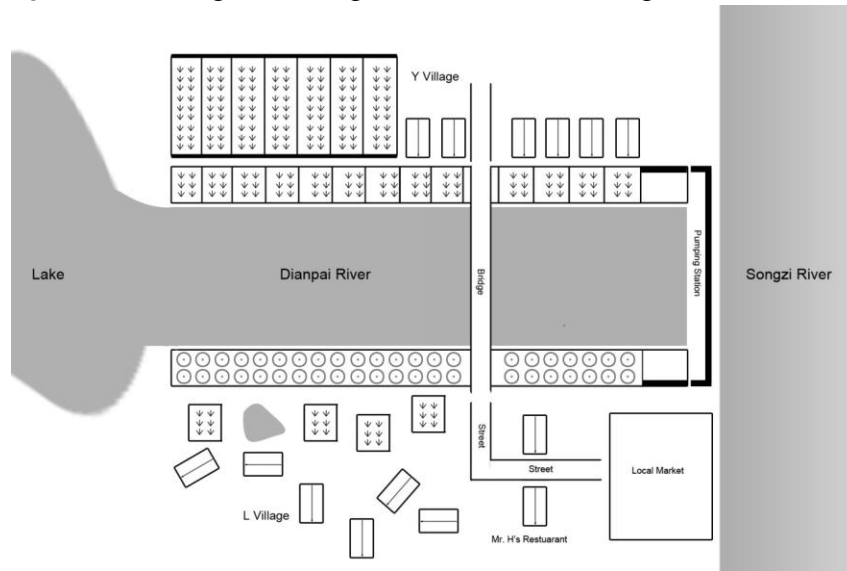 Y Village
Lake
Dianpai River
Bridge
Pumping Station
Songzi River
Street
Street
Local Market
L Village
Mr. H's Restuarant